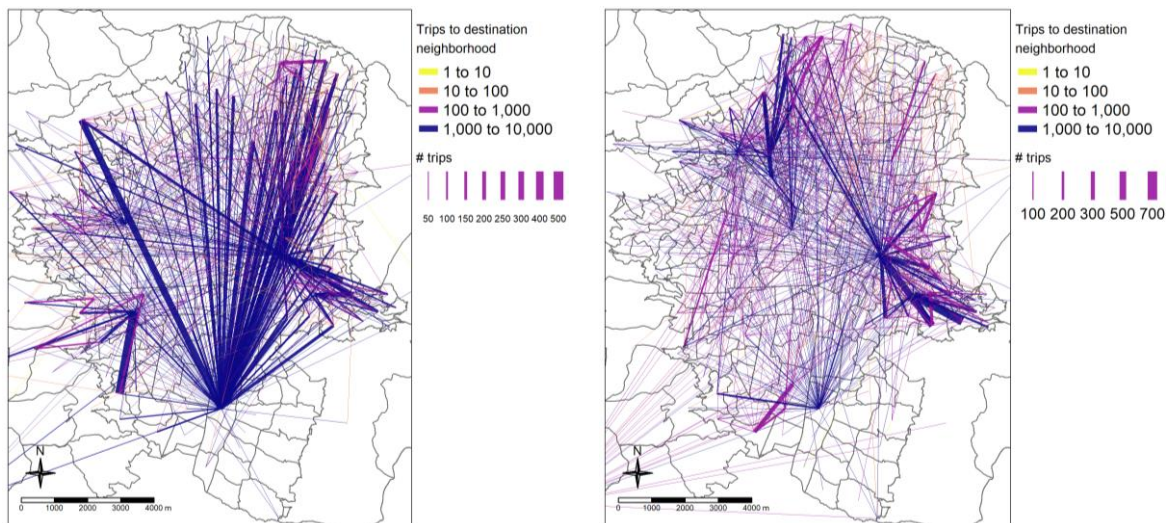 Trips to destination
neighborhood
1 to 10
10 to 100
100 to 1,000
1,000 to 10,000
# trips
50 100 150 200 250 300 400 500
N
0 1000 2000 3000 4000 m
Trips to destination
neighborhood
1 to 10
10 to 100
100 to 1,000
1,000 to 10,000
# trips
100 200 300 500 700
N
0 1000 2000 3000 4000 m